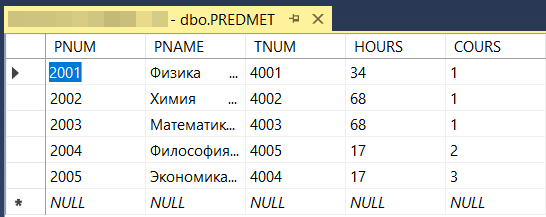 - dbo.PREDMET
PNUM PNAME TNUM HOURS COURS
2001 Физика ... 4001 34 1
2002 Химия ... 4002 68 1
2003 Математик... 4003 68 1
2004 Философия... 4005 17 2
2005 Экономика... 4004 17 3
* NULL NULL NULL NULL NULL